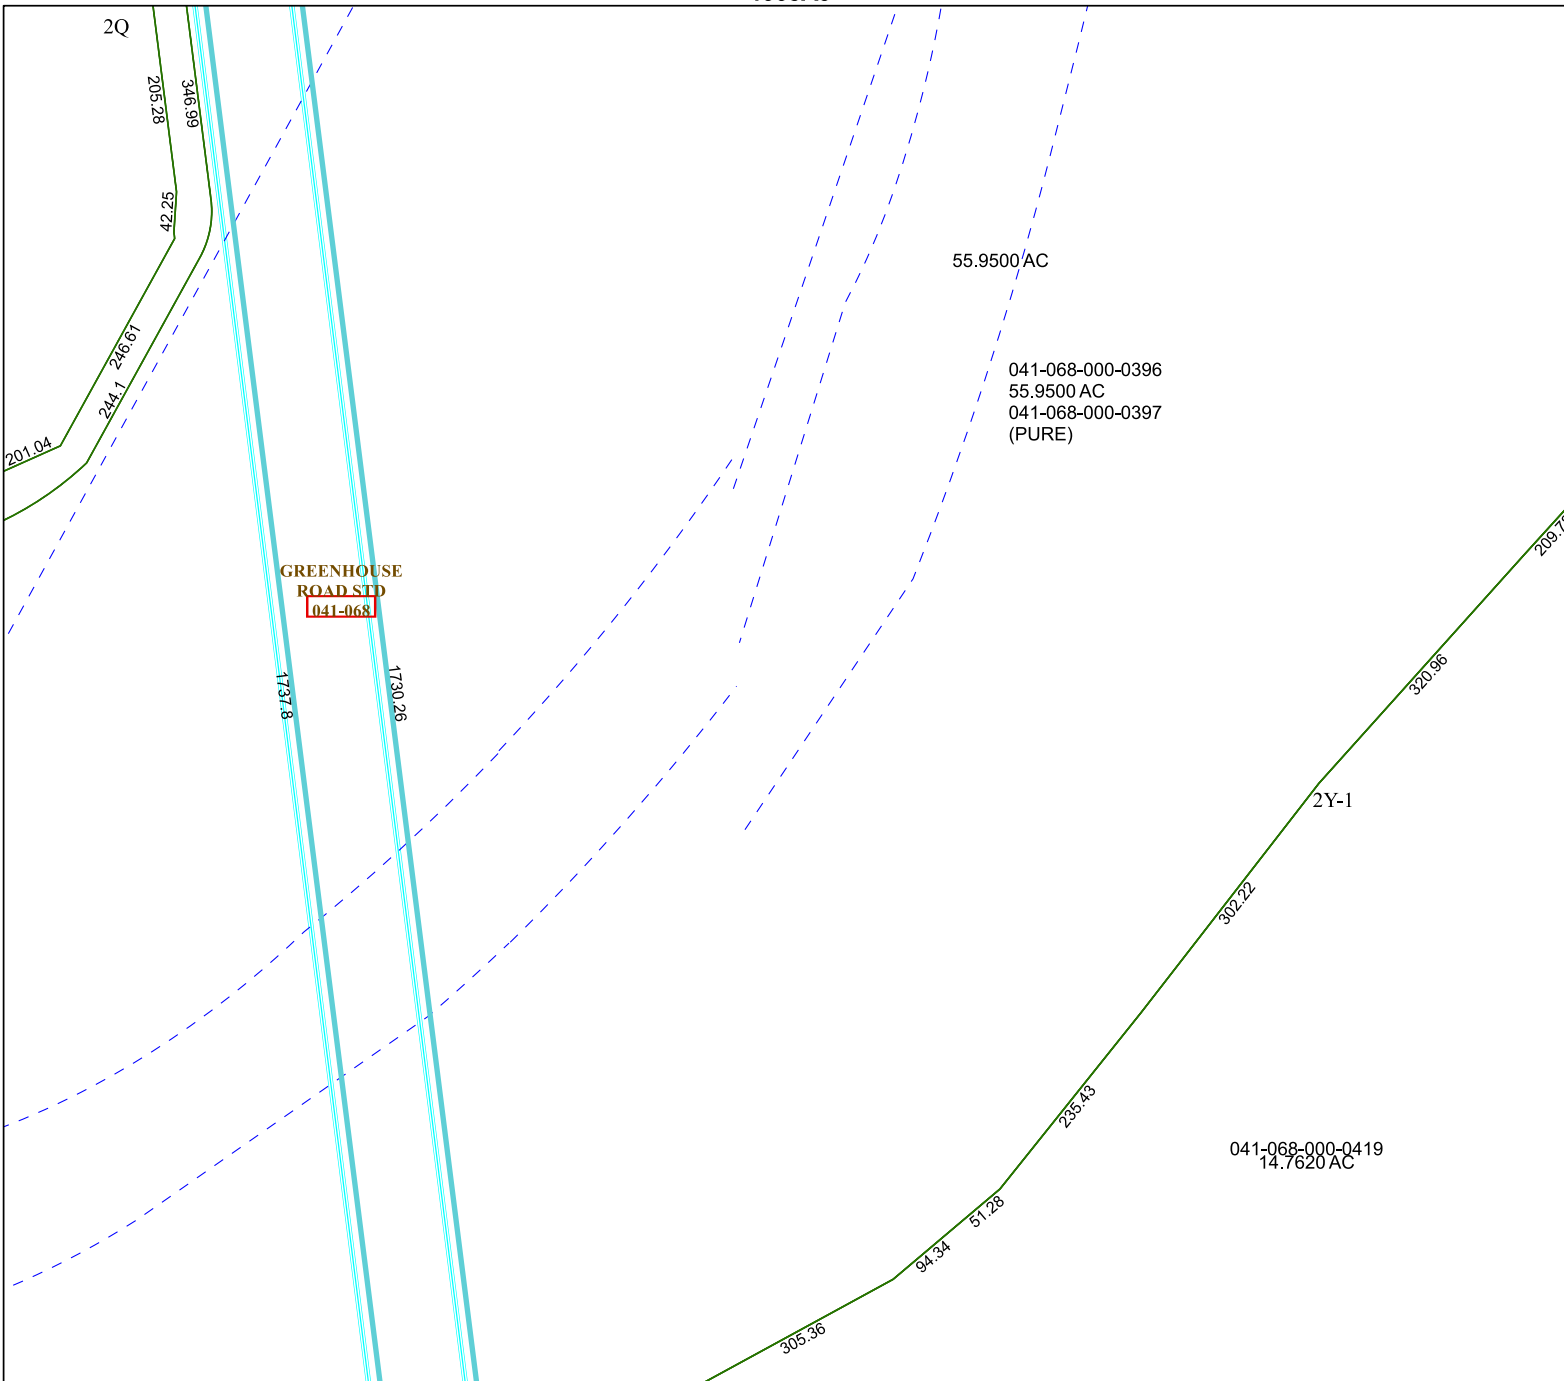 2Q
205.28
346.99
42.25
246.61
244.1
201.04
55.9500 AC
041-068-000-0396
55.9500 AC
041-068-000-0397
(PURE)
GREENHOUSE
ROAD STD
041-068
1737.8
1730.26
320.96
2Y-1
302.22
235.43
041-068-000-0419
14.7620 AC
51.28
94.34
305.36